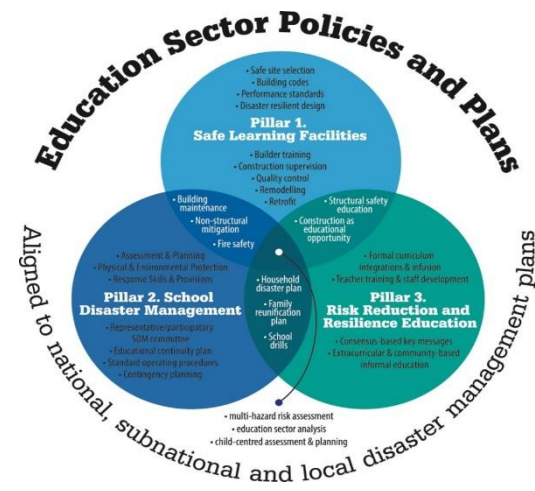 Education Sector Policies and Plans
• Safe site selection
• Building codes
• Performance standards
• Disaster resilient design
Pillar 1.
Safe Learning Facilities
• Builder training
• Construction supervision
• Quality control
• Remodelling
• Retrofit
• Building
maintenance
• Non-structural
mitigation
• Fire safety
• Structural safety
education
• Construction as
educational
opportunity
• Assessment & Planning
• Physical & Environmental Protection
• Response Skills & Provisions
Pillar 2. School
Disaster Management
• Representative/participatory
SDM committee
• Educational continuity plan
• Standard operating procedures
• Contingency planning
• Household
disaster plan
• Family
reunification
plan
• School
drills
• Formal curriculum
integrations & infusion
• Teacher training & staff development
Pillar 3.
Risk Reduction and
Resilience Education
• Consensus-based key messages
• Extracurricular & community-based
informal education
• multi-hazard risk assessment
• education sector analysis
• child-centred assessment & planning
Aligned to national, subnational and local disaster management plans